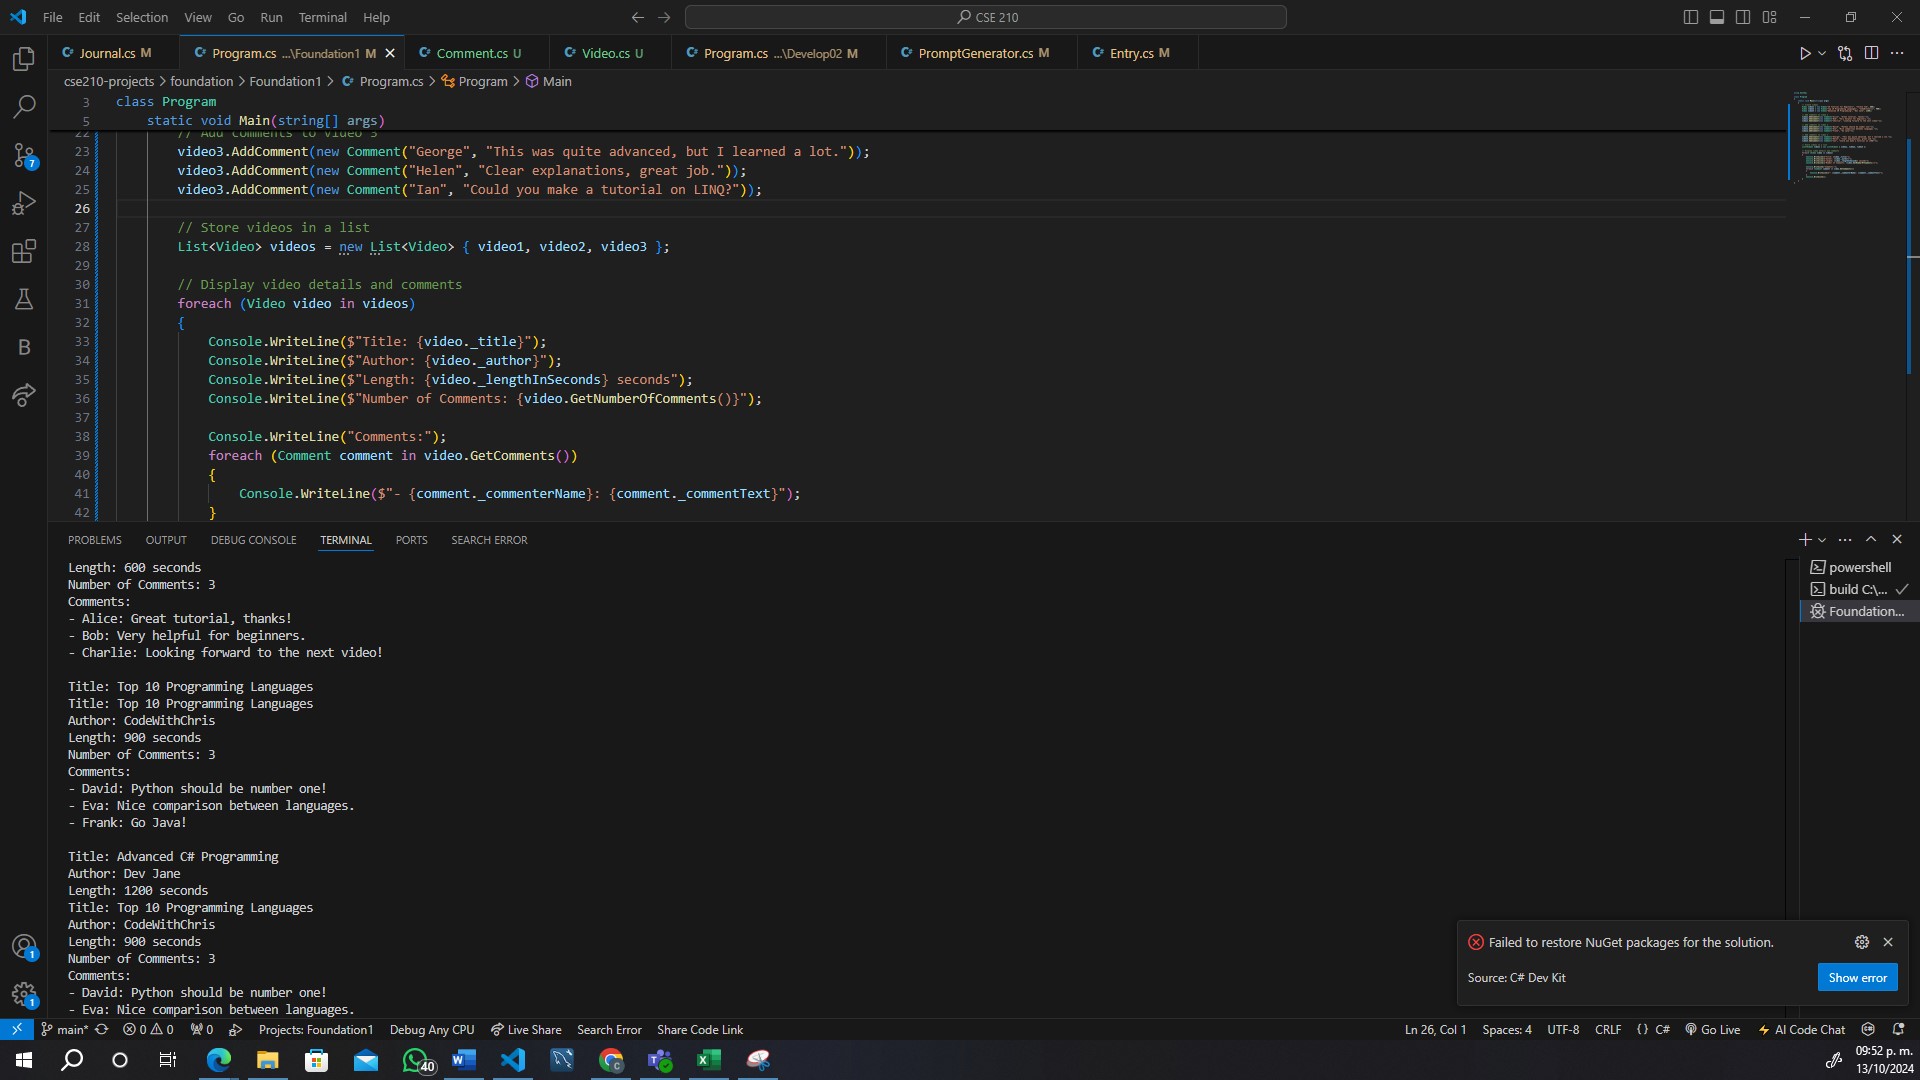 File Edit Selection View Go Run Terminal Help
CSE 210
Journal.cs M
Program.cs ...\Foundation1 M
Comment.cs U
Video.cs U
Program.cs ...\Develop02 M
PromptGenerator.cs M
Entry.cs M
cse210-projects > foundation > Foundation1 > Program.cs > Program > Main
3 class Program
5 static void Main(string[] args)
22 // Add comments to video 3
23 video3.AddComment(new Comment("George", "This was quite advanced, but I learned a lot."));
24 video3.AddComment(new Comment("Helen", "Clear explanations, great job."));
25 video3.AddComment(new Comment("Ian", "Could you make a tutorial on LINQ?"));
26
27 // Store videos in a list
28 List<Video> videos = new List<Video> { video1, video2, video3 };
29
30 // Display video details and comments
31 foreach (Video video in videos)
32 {
33 Console.WriteLine($"Title: {video._title}");
34 Console.WriteLine($"Author: {video._author}");
35 Console.WriteLine($"Length: {video._lengthInSeconds} seconds");
36 Console.WriteLine($"Number of Comments: {video.GetNumberOfComments()}");
37
38 Console.WriteLine("Comments:");
39 foreach (Comment comment in video.GetComments())
40 {
41 Console.WriteLine($"- {comment._commenterName}: {comment._commentText}");
42 }
PROBLEMS OUTPUT DEBUG CONSOLE TERMINAL PORTS SEARCH ERROR
Length: 600 seconds
Number of Comments: 3
Comments:
- Alice: Great tutorial, thanks!
- Bob: Very helpful for beginners.
- Charlie: Looking forward to the next video!
Title: Top 10 Programming Languages
Title: Top 10 Programming Languages
Author: CodeWithChris
Length: 900 seconds
Number of Comments: 3
Comments:
- David: Python should be number one!
- Eva: Nice comparison between languages.
- Frank: Go Java!
Title: Advanced C# Programming
Author: Dev Jane
Length: 1200 seconds
Title: Top 10 Programming Languages
Author: CodeWithChris
Length: 900 seconds
Number of Comments: 3
Comments:
- David: Python should be number one!
- Eva: Nice comparison between languages.
powershell
build C:\...
Foundation...
Failed to restore NuGet packages for the solution.
Source: C# Dev Kit
Show error
7
B
1
1
main* 0 0 0 Projects: Foundation1 Debug Any CPU Live Share Search Error Share Code Link
Ln 26, Col 1 Spaces: 4 UTF-8 CRLF {} C# Go Live AI Code Chat
40
09:52 p. m.
13/10/2024